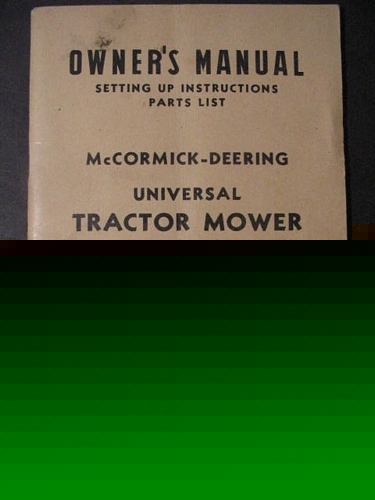 OWNER'S MANUAL
SETTING UP INSTRUCTIONS
PARTS LIST
McCORMICK-DEERING
UNIVERSAL
TRACTOR MOWER